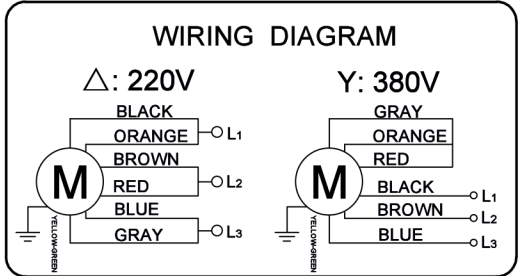 WIRING DIAGRAM
△: 220V
BLACK
ORANGE L1
BROWN
RED L2
BLUE
GRAY L3
M
YELLOW-GREEN
Y: 380V
GRAY
ORANGE
RED
BLACK L1
BROWN L2
BLUE L3
M
YELLOW-GREEN